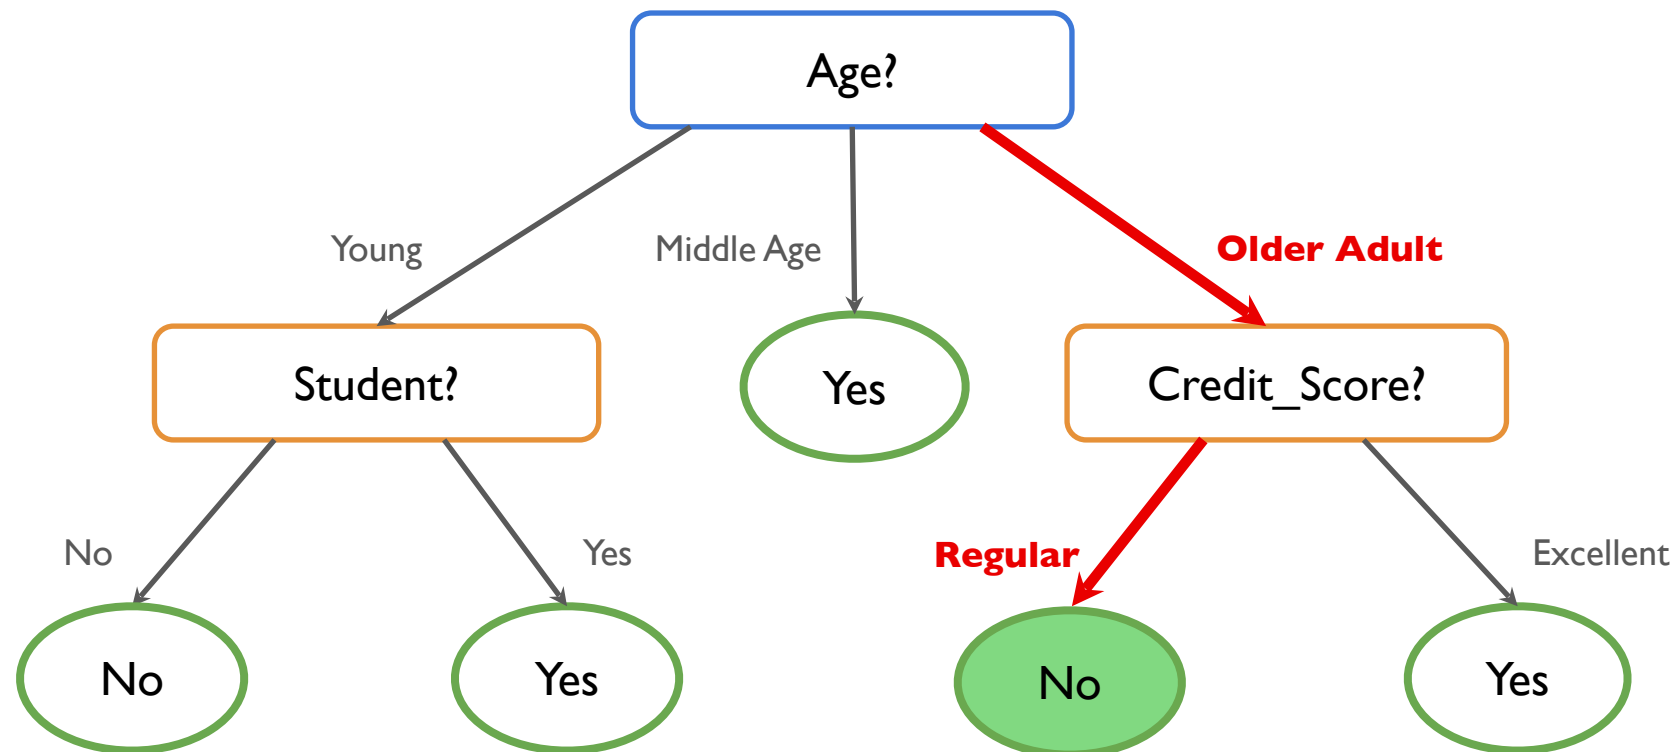 Age?
Young
Middle Age
Older Adult
Student?
Yes
Credit_Score?
No
Yes
Regular
Excellent
No
Yes
No
Yes